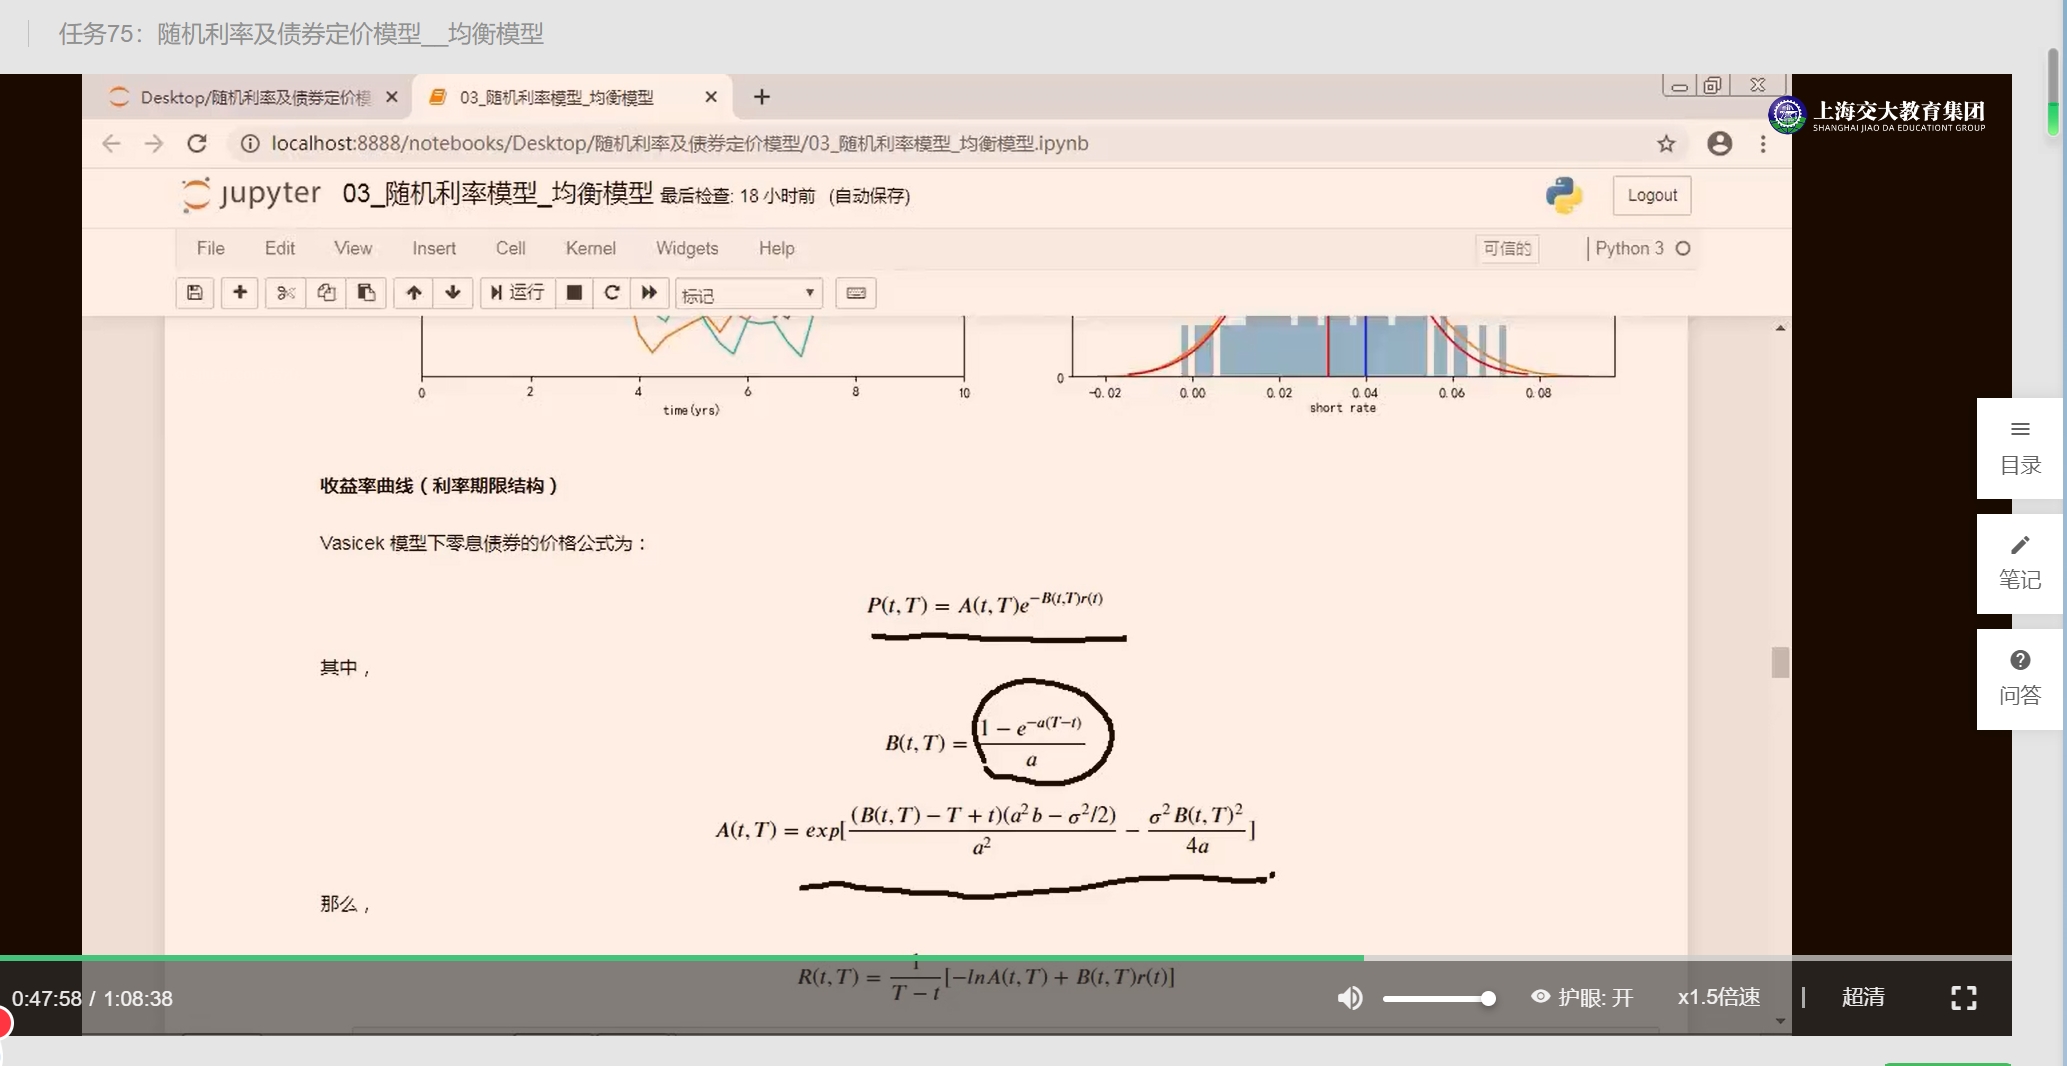 任务75：随机利率及债券定价模型__均衡模型
Desktop/随机利率及债券定价模
03_随机利率模型_均衡模型
上海交大教育集团
SHANGHAI JIAO DA EDUCATIONT GROUP
localhost:8888/notebooks/Desktop/随机利率及债券定价模型/03_随机利率模型_均衡模型.ipynb
jupyter 03_随机利率模型_均衡模型 最后检查: 18 小时前 (自动保存)
Logout
File Edit View Insert Cell Kernel Widgets Help
可信的 Python 3
运行 标记
0 2 4 6 8 10
time(yrs)
0
-0.02 0.00 0.02 0.04 0.06 0.08
short rate
目录
笔记
问答
收益率曲线（利率期限结构）
Vasicek 模型下零息债券的价格公式为：
P(t, T) = A(t, T)e^{-B(t,T)r(t)}
其中，
B(t, T) = \frac{1 - e^{-a(T-t)}}{a}
A(t, T) = exp[\frac{(B(t, T) - T + t)(a^2 b - σ^2/2)}{a^2} - \frac{σ^2 B(t, T)^2}{4a}]
那么，
R(t, T) = \frac{1}{T - t}[-lnA(t, T) + B(t, T)r(t)]
0:47:58 / 1:08:38
护眼: 开 x1.5倍速 | 超清